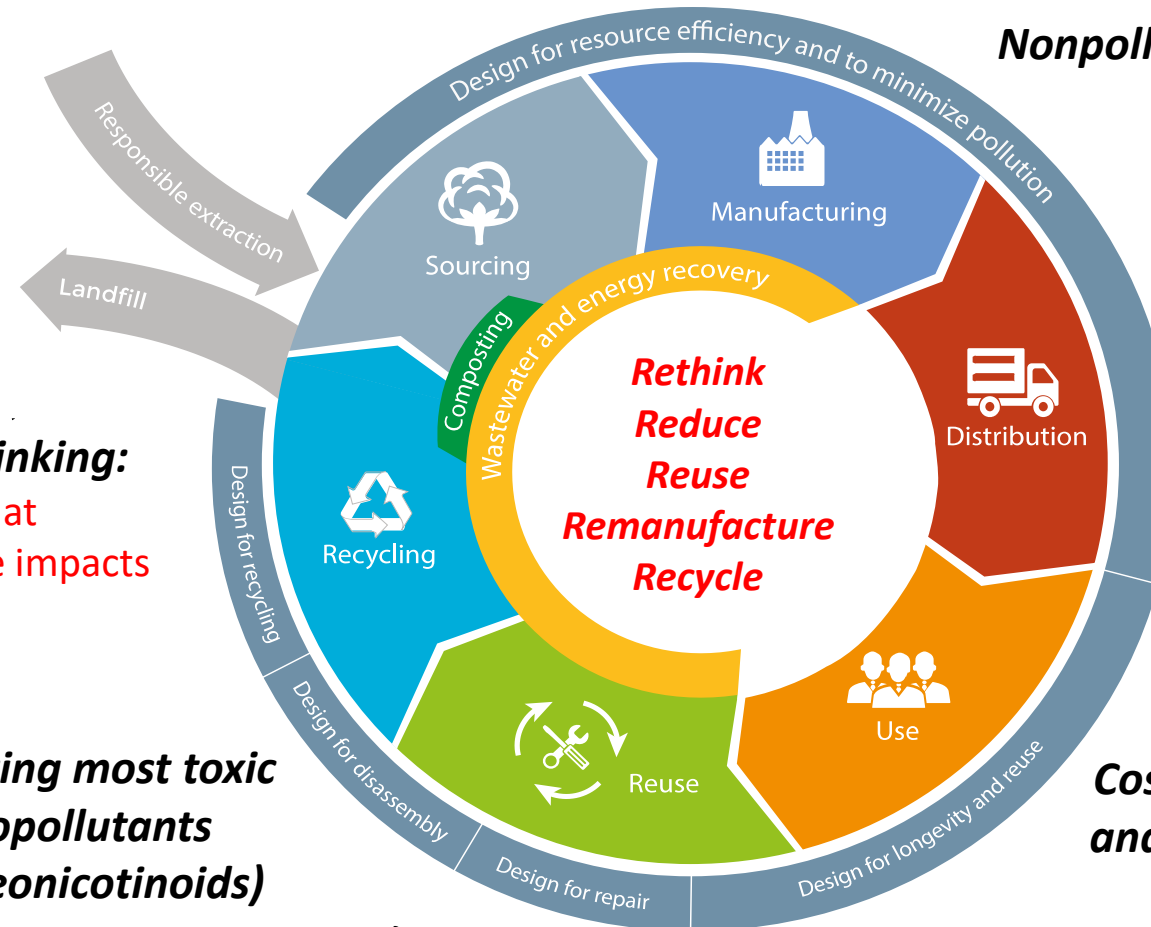 Nonpoll
Design for resource efficiency and to minimize pollution
Responsible extraction
Landfill
Sourcing
Manufacturing
Distribution
Use
Reuse
Recycling
Composting
Wastewater and energy recovery
Rethink
Reduce
Reuse
Remanufacture
Recycle
inking:
at
e impacts
Design for recycling
Design for disassembly
Design for repair
Design for longevity and reuse
ing most toxic
opollutants
eonicotinoids)
Cos
and